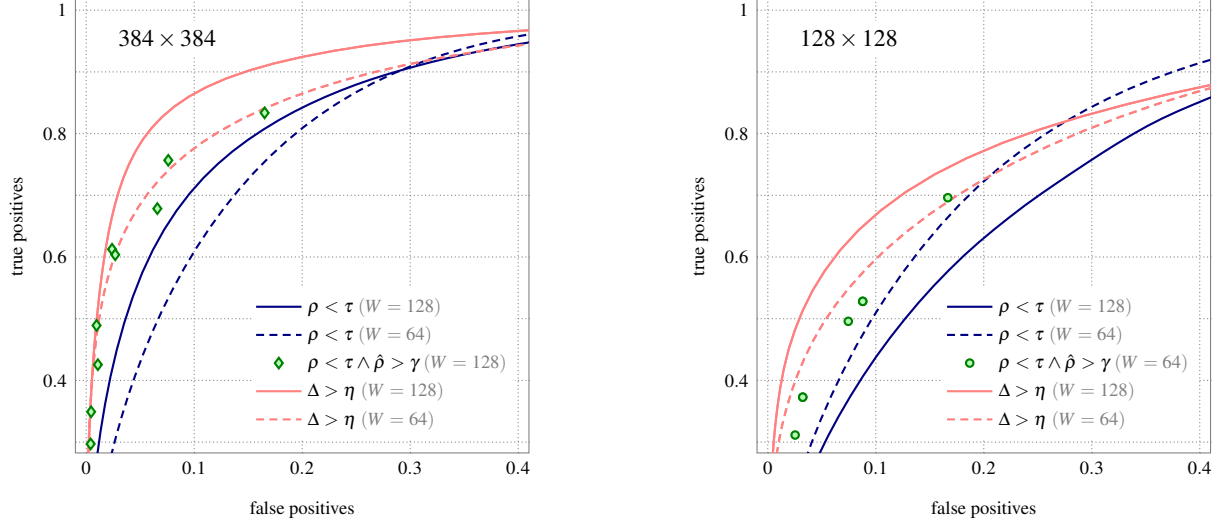 1
384 × 384
0.8
true positives
0.6
0.4
ρ < τ (W = 128)
ρ < τ (W = 64)
ρ < τ ∧ ρ̂ > γ (W = 128)
Δ > η (W = 128)
Δ > η (W = 64)
0 0.1 0.2 0.3 0.4
false positives
1
128 × 128
0.8
true positives
0.6
0.4
ρ < τ (W = 128)
ρ < τ (W = 64)
ρ < τ ∧ ρ̂ > γ (W = 64)
Δ > η (W = 128)
Δ > η (W = 64)
0 0.1 0.2 0.3 0.4
false positives